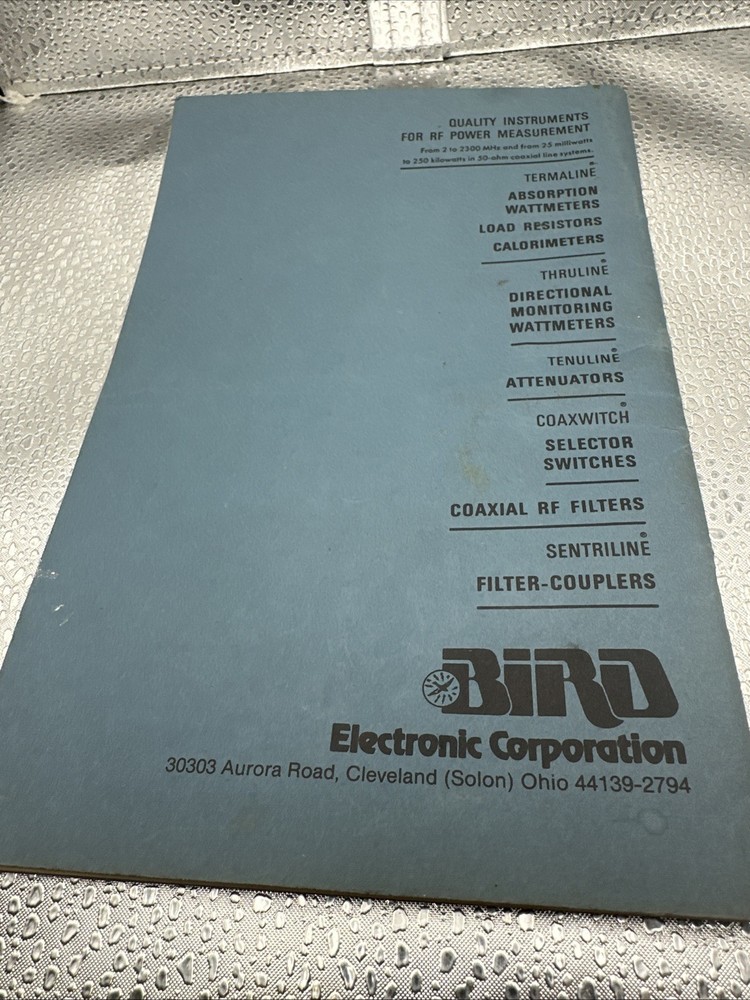 QUALITY INSTRUMENTS
FOR RF POWER MEASUREMENT
From 2 to 2300 MHz and from 25 milliwatts
to 250 kilowatts in 50-ohm coaxial line systems.
TERMALINE®
ABSORPTION
WATTMETERS
LOAD RESISTORS
CALORIMETERS
THRULINE®
DIRECTIONAL
MONITORING
WATTMETERS
TENULINE®
ATTENUATORS
COAXWITCH®
SELECTOR
SWITCHES
COAXIAL RF FILTERS
SENTRILINE®
FILTER-COUPLERS
BIRD
Electronic Corporation
30303 Aurora Road, Cleveland (Solon) Ohio 44139-2794